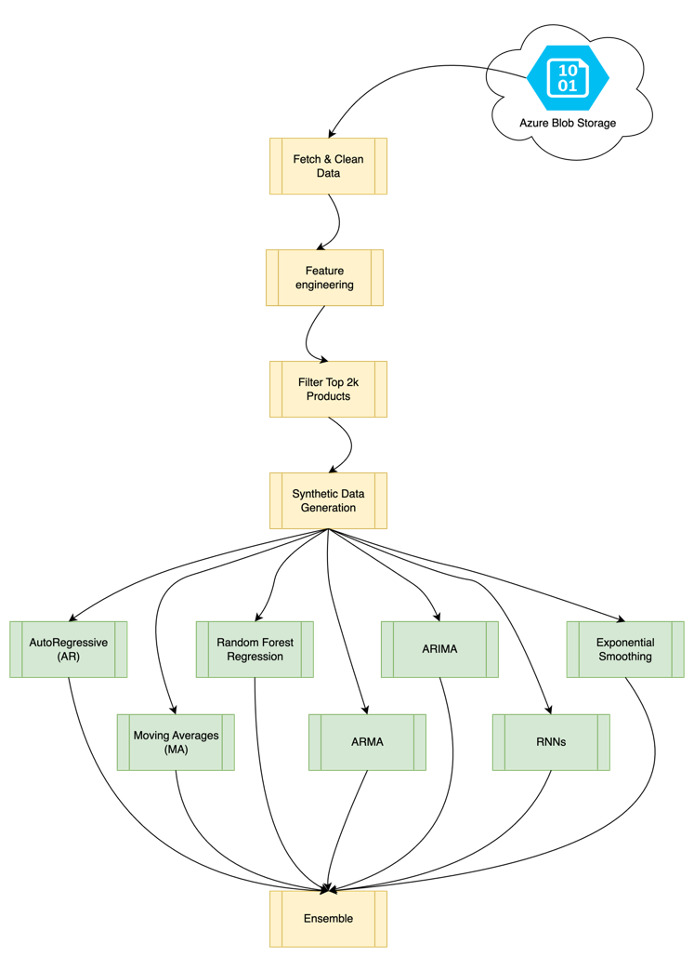 10
01
Azure Blob Storage
Fetch & Clean
Data
Feature
engineering
Filter Top 2k
Products
Synthetic Data
Generation
AutoRegressive
(AR)
Random Forest
Regression
ARIMA
Exponential
Smoothing
Moving Averages
(MA)
ARMA
RNNs
Ensemble